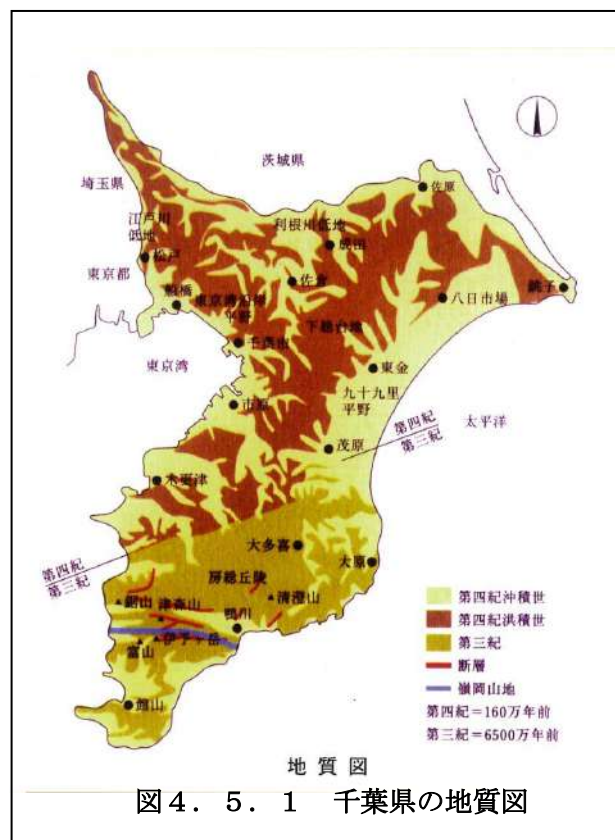 茨城県
埼玉県
佐原
江戸川
低地
利根川低地
成田
松戸
東京都
佐倉
銚子
船橋
東京湾沿岸
平野
八日市場
下総台地
千葉市
東京湾
東金
市原
九十九里
平野
太平洋
第四紀
第三紀
茂原
木更津
大多喜
大原
第四紀
第三紀
房総丘陵
鋸山
津森山
清澄山
鴨川
伊予ヶ岳
富山
館山
第四紀沖積世
第四紀洪積世
第三紀
断層
嶺岡山地
第四紀=160万年前
第三紀=6500万年前
地質図
図4.5.1 千葉県の地質図